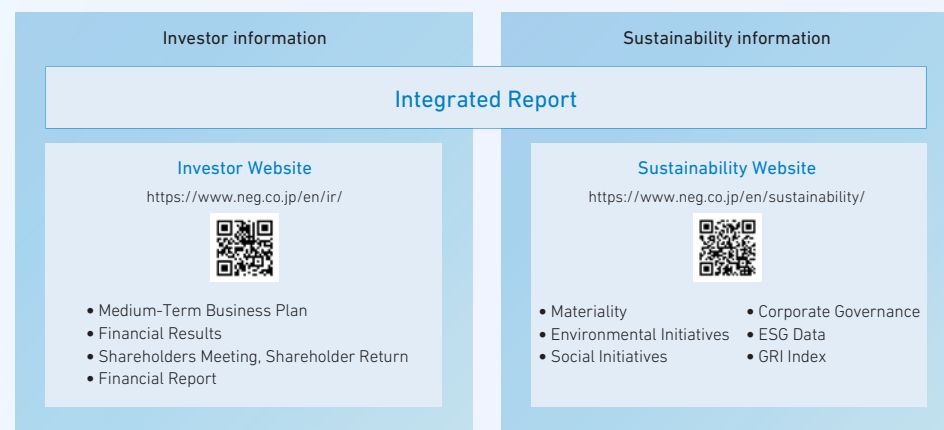 Investor information
Sustainability information
Integrated Report
Investor Website
https://www.neg.co.jp/en/ir/
• Medium-Term Business Plan
• Financial Results
• Shareholders Meeting, Shareholder Return
• Financial Report
Sustainability Website
https://www.neg.co.jp/en/sustainability/
• Materiality
• Environmental Initiatives
• Social Initiatives
• Corporate Governance
• ESG Data
• GRI Index